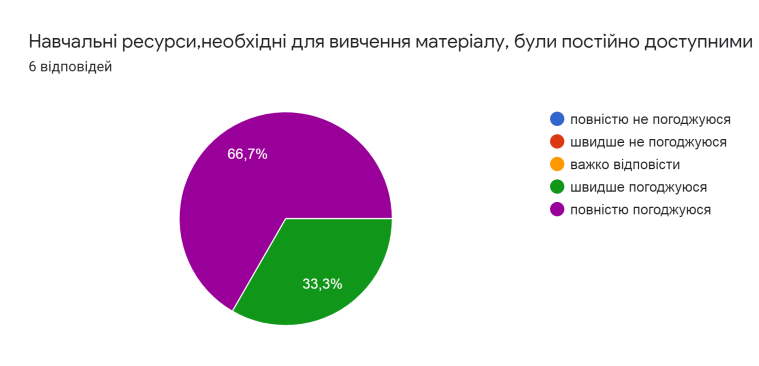 Навчальні ресурси,необхідні для вивчення матеріалу, були постійно доступними
6 відповідей
повністю не погоджуюся
швидше не погоджуюся
важко відповісти
швидше погоджуюся
повністю погоджуюся
66,7%
33,3%